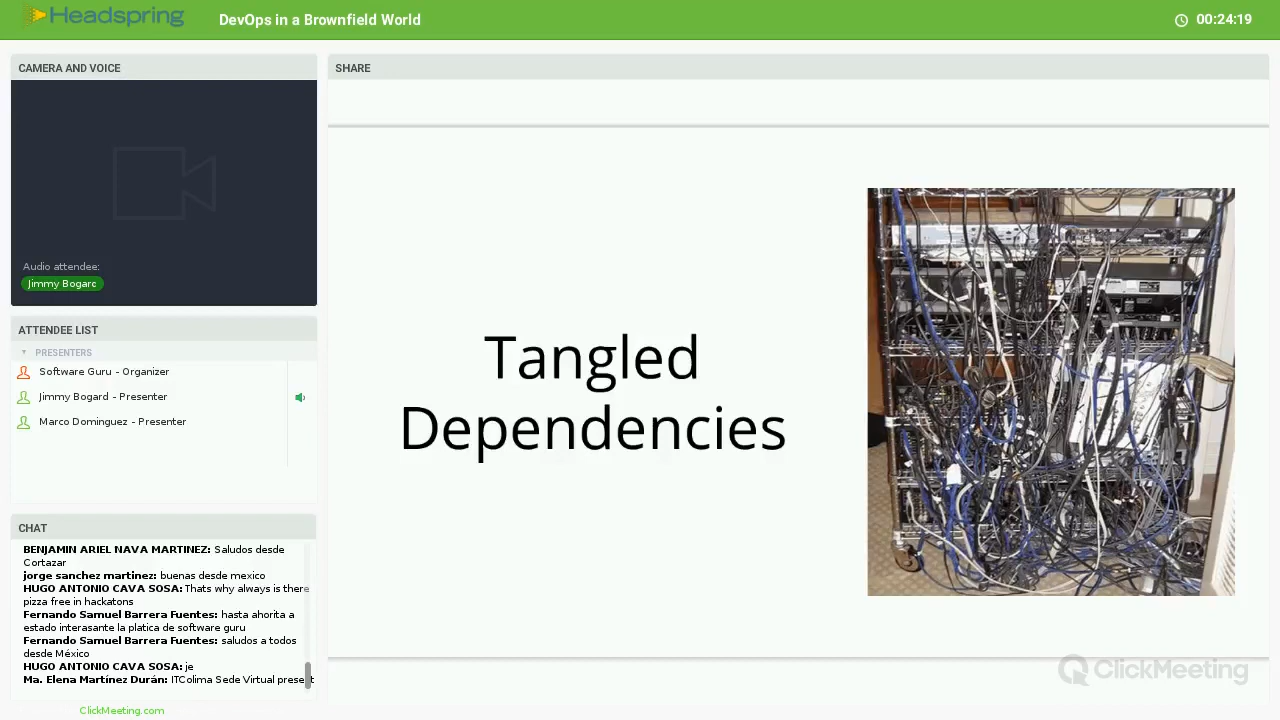 Headspring
DevOps in a Brownfield World
00:24:19
CAMERA AND VOICE
Audio attendee:
Jimmy Bogarc
ATTENDEE LIST
PRESENTERS
Software Guru - Organizer
Jimmy Bogard - Presenter
Marco Dominguez - Presenter
CHAT
BENJAMIN ARIEL NAVA MARTINEZ: Saludos desde
Cortazar
jorge sanchez martinez: buenas desde mexico
HUGO ANTONIO CAVA SOSA: Thats why always is there
pizza free in hackatons
Fernando Samuel Barrera Fuentes: hasta ahorita a
estado interasante la platica de software guru
Fernando Samuel Barrera Fuentes: saludos a todos
desde México
HUGO ANTONIO CAVA SOSA: je
Ma. Elena Martínez Durán: ITColima Sede Virtual present
ClickMeeting.com
SHARE
Tangled
Dependencies
ClickMeeting